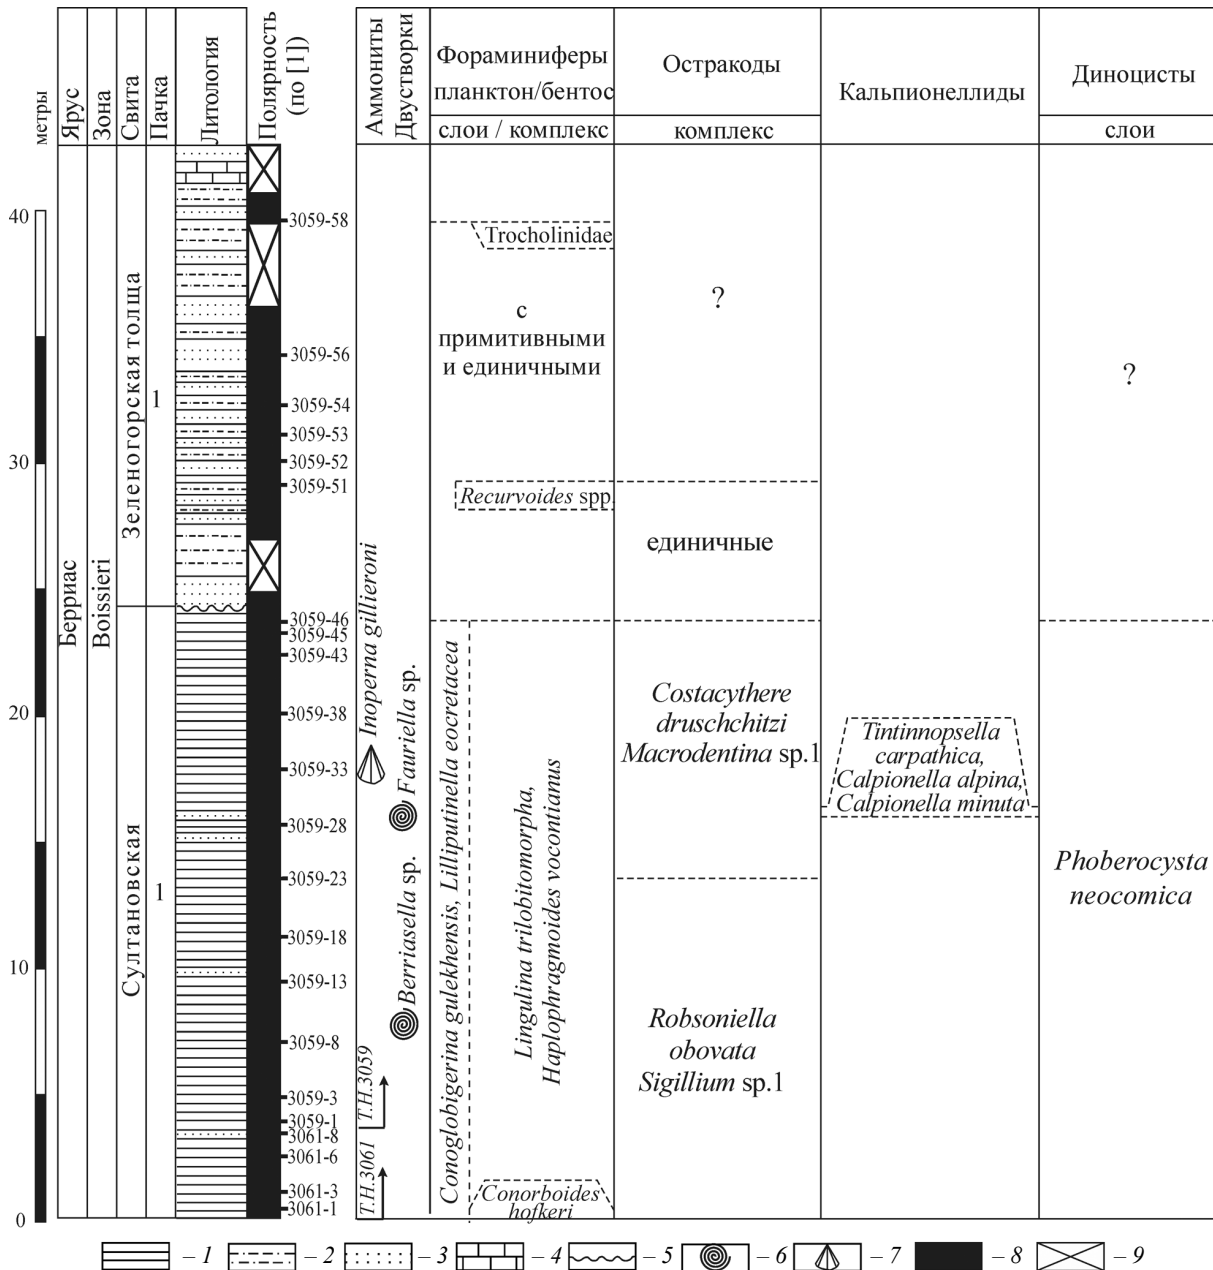 метры
Ярус
Зона
Свита
Пачка
Литология
Полярность
(по [1])
Аммониты
Двустворки
Фораминиферы
планктон/бентос
слои / комплекс
Остракоды
комплекс
Кальпионеллиды
Диноцисты
слои
40
30
20
10
0
Берриас
Boissieri
Зеленогорская толща
Султановская
1
1
3059-58
3059-56
3059-54
3059-53
3059-52
3059-51
3059-46
3059-45
3059-43
3059-38
3059-33
3059-28
3059-23
3059-18
3059-13
3059-8
3059-3
3059-1
3061-8
3061-6
3061-3
3061-1
Т.Н.3059
Т.Н.3061
Inoperna gillieroni
Fauriella sp.
Berriasella sp.
Trocholinidae
с
примитивными
и единичными
Recurvoides spp.
Conoglobigerina gulekhensis, Lilliputinella eocretacea
Lingulina trilobitomorpha,
Haplophragmoides vocontianus
Conorboides
hofkeri
?
единичные
Costacythere
druschchitzi
Macrodentina sp.1
Robsoniella
obovata
Sigillium sp.1
Tintinnopsella
carpathica,
Calpionella alpina,
Calpionella minuta
?
Phoberocysta
neocomica
– 1 – 2 – 3 – 4 – 5 – 6 – 7 – 8 – 9